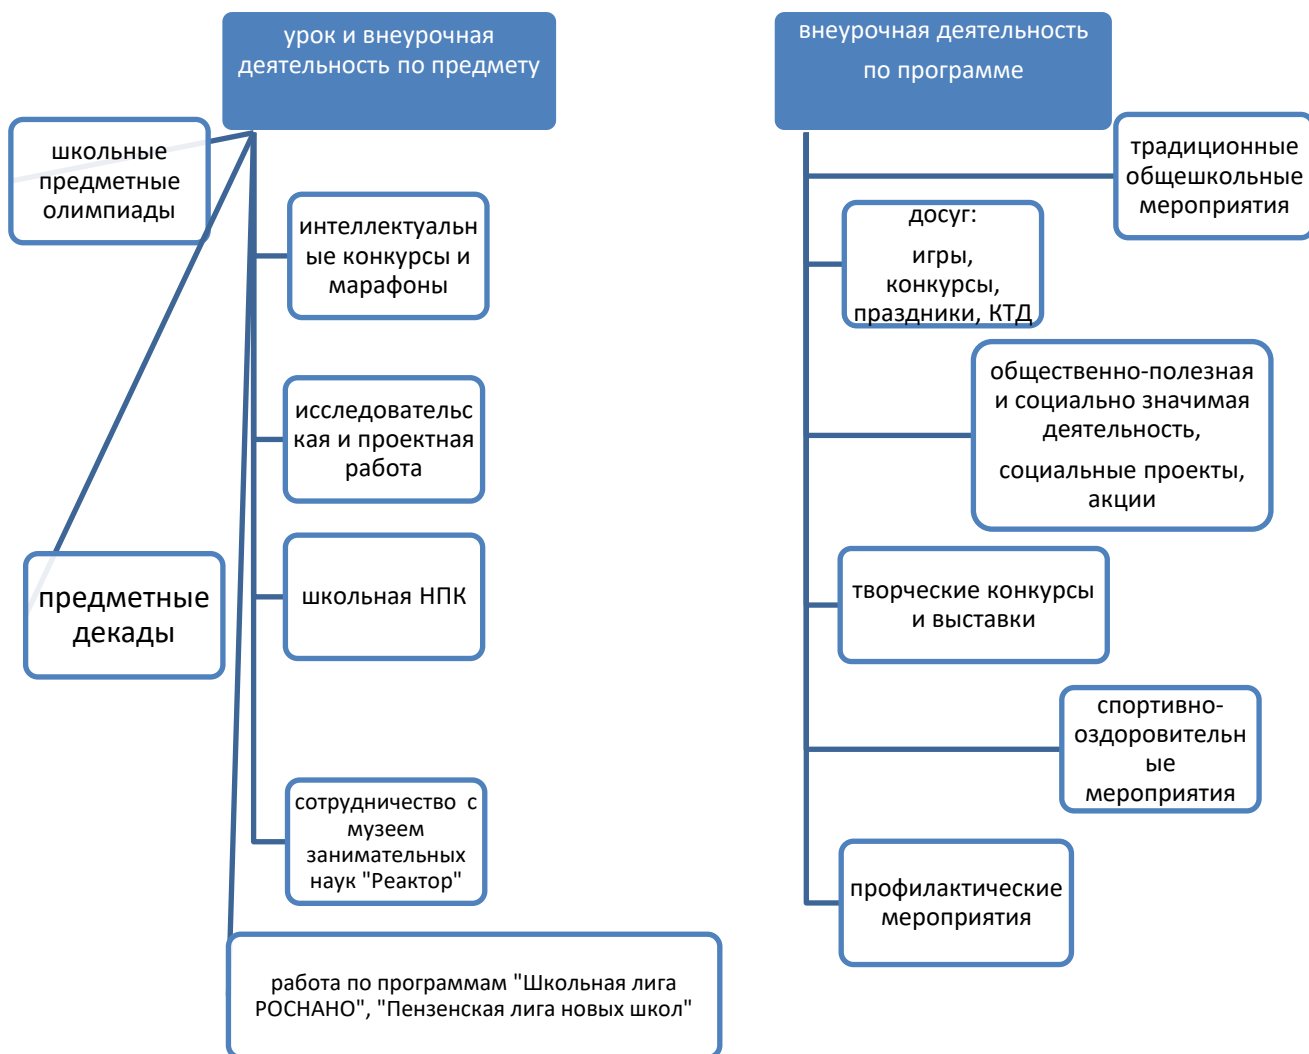 урок и внеурочная
деятельность по предмету
школьные
предметные
олимпиады
интеллектуальн
ые конкурсы и
марафоны
исследовательс
кая и проектная
работа
предметные
декады
школьная НПК
сотрудничество с
музеем
занимательных
наук "Реактор"
работа по программам "Школьная лига
РОСНАНО", "Пензенская лига новых школ"
внеурочная деятельность
по программе
традиционные
общешкольные
мероприятия
досуг:
игры,
конкурсы,
праздники, КТД
общественно-полезная
и социально значимая
деятельность,
социальные проекты,
акции
творческие конкурсы
и выставки
спортивно-
оздоровительн
ые
мероприятия
профилактические
мероприятия